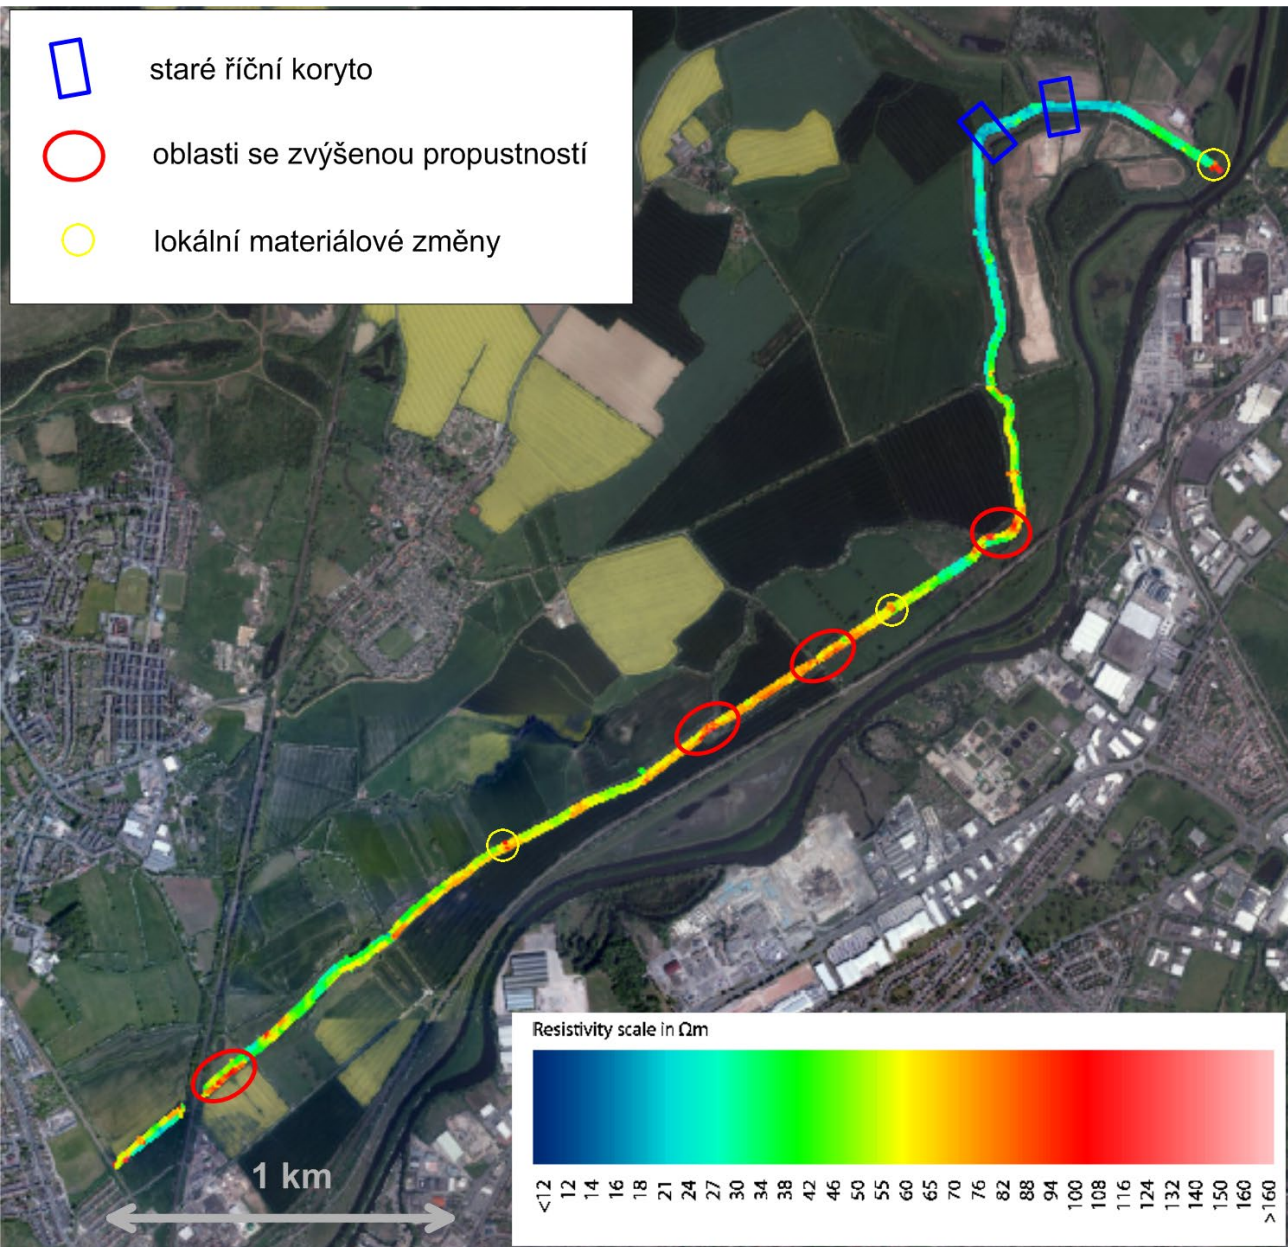 staré říční koryto
oblasti se zvýšenou propustností
lokální materiálové změny
1 km
Resistivity scale in Ωm
<12 12 14 16 18 21 24 27 30 34 38 42 46 50 55 60 65 70 76 82 88 94 100 108 116 124 132 140 150 160 >160